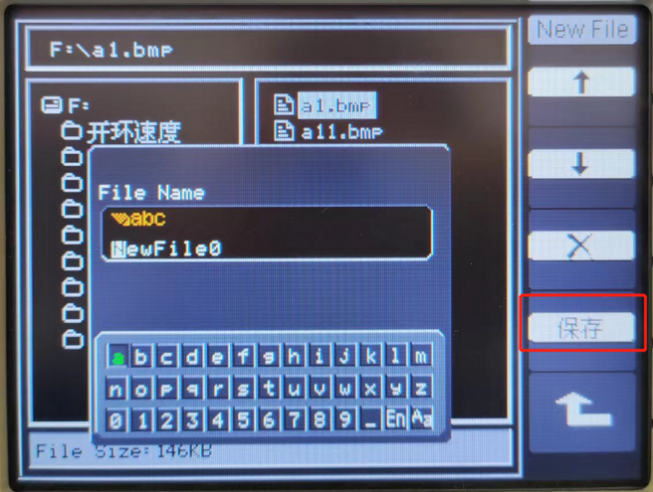 New File
F:\a1.bmp
F:
开环速度
a1.bmp
a11.bmp
File Name
abc
NewFile0
a b c d e f g h i j k l m
n o p q r s t u v w x y z
0 1 2 3 4 5 6 7 8 9 _ En Aa
保存
File Size:146KB